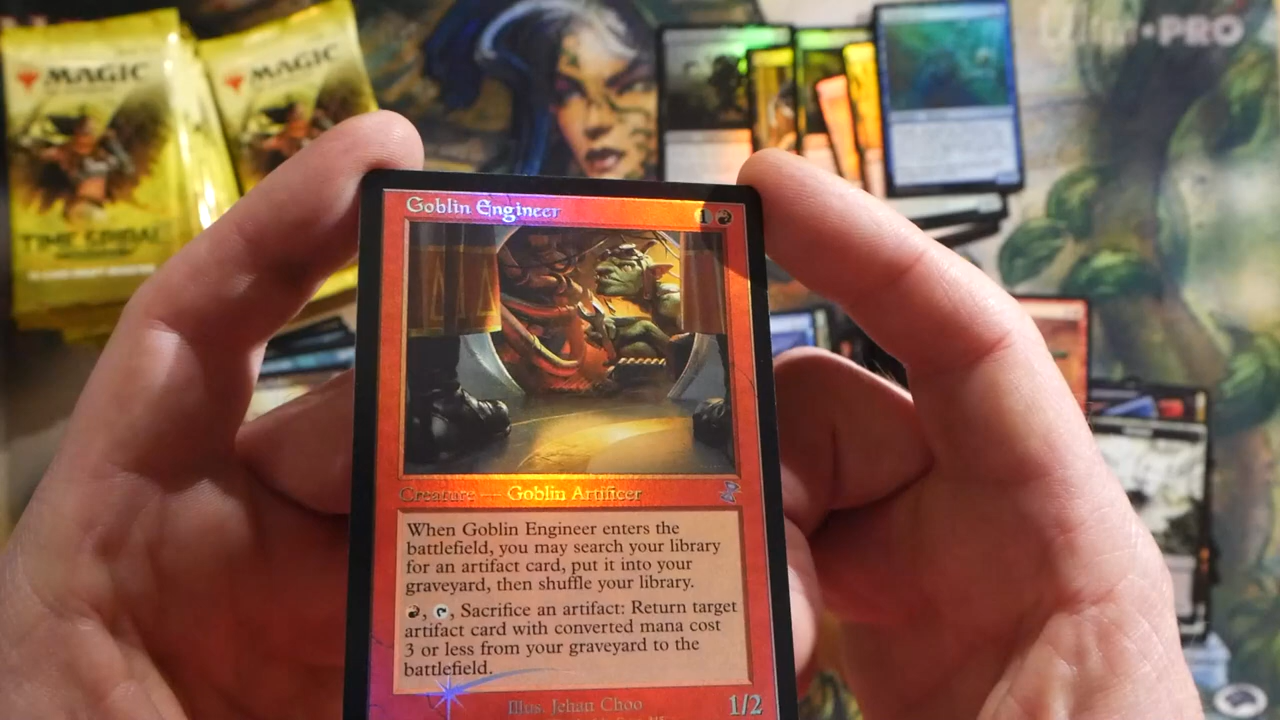 MAGIC
MAGIC
TIME SPIRAL
PRO
Goblin Engineer
1
Creature — Goblin Artificer
When Goblin Engineer enters the
battlefield, you may search your library
for an artifact card, put it into your
graveyard, then shuffle your library.
, , Sacrifice an artifact: Return target
artifact card with converted mana cost
3 or less from your graveyard to the
battlefield.
Illus. Jehan Choo
1/2